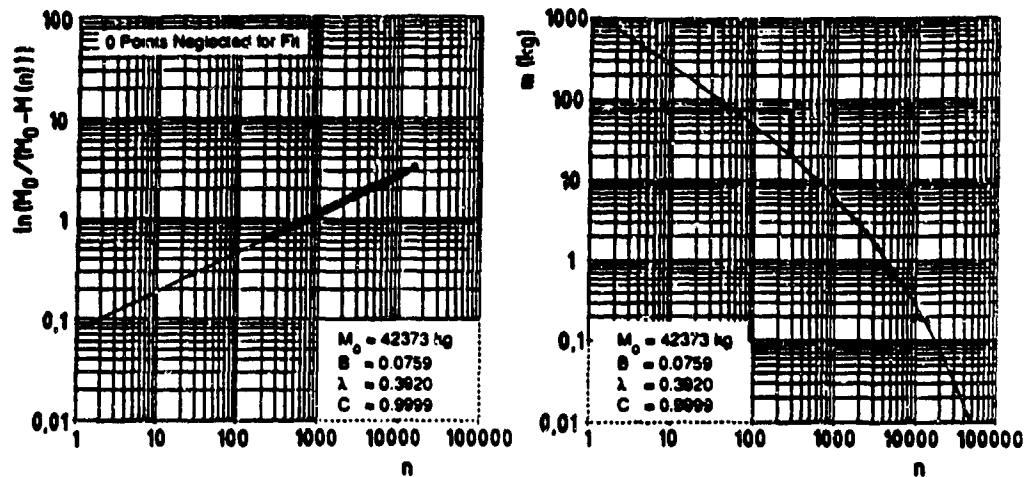 100
10
1
0,1
0,01
ln(M₀/(M₀-M(n)))
0 Points Neglected for Fit
M₀ = 42373 kg
B = 0.0759
λ = 0.3920
C = 0.9999
1 10 100 1000 10000 100000
n
1000
100
10
1
0,1
0,01
m (kg)
M₀ = 42373 kg
B = 0.0759
λ = 0.3920
C = 0.9999
1 10 100 1000 10000 100000
n